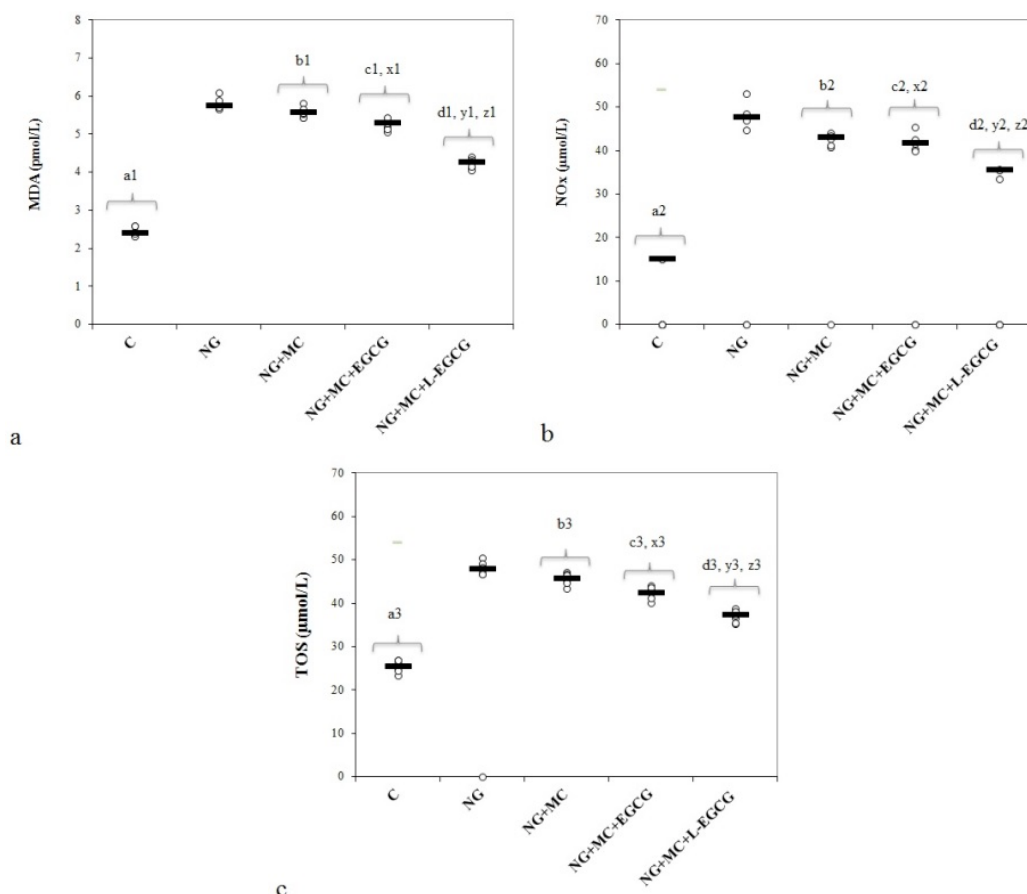 8
7
6
5
4
3
2
1
0
MDA (pmol/L)
a1
b1
c1, x1
d1, y1, z1
C
NG
NG+MC
NG+MC+EGCG
NG+MC+L-EGCG
a
70
60
50
40
30
20
10
0
NOx (µmol/L)
a2
b2
c2, x2
d2, y2, z2
C
NG
NG+MC
NG+MC+EGCG
NG+MC+L-EGCG
b
70
60
50
40
30
20
10
0
TOS (µmol/L)
a3
b3
c3, x3
d3, y3, z3
C
NG
NG+MC
NG+MC+EGCG
NG+MC+L-EGCG
c